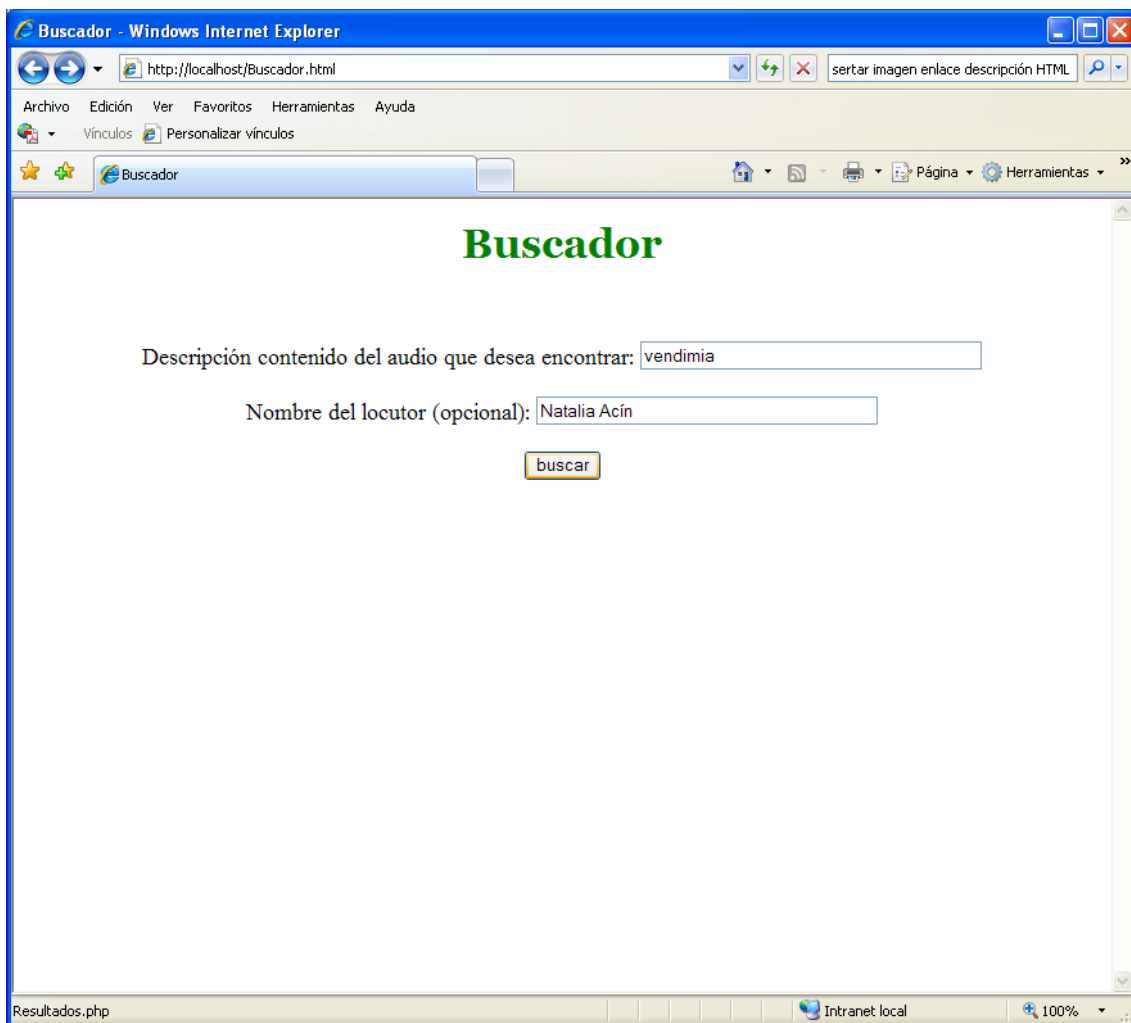 Buscador - Windows Internet Explorer
http://localhost/Buscador.html sertar imagen enlace descripción HTML
Archivo Edición Ver Favoritos Herramientas Ayuda
Vínculos Personalizar vínculos
Buscador Página Herramientas »
Buscador
Descripción contenido del audio que desea encontrar: vendimia
Nombre del locutor (opcional): Natalia Acín
buscar
Resultados.php Intranet local 100%